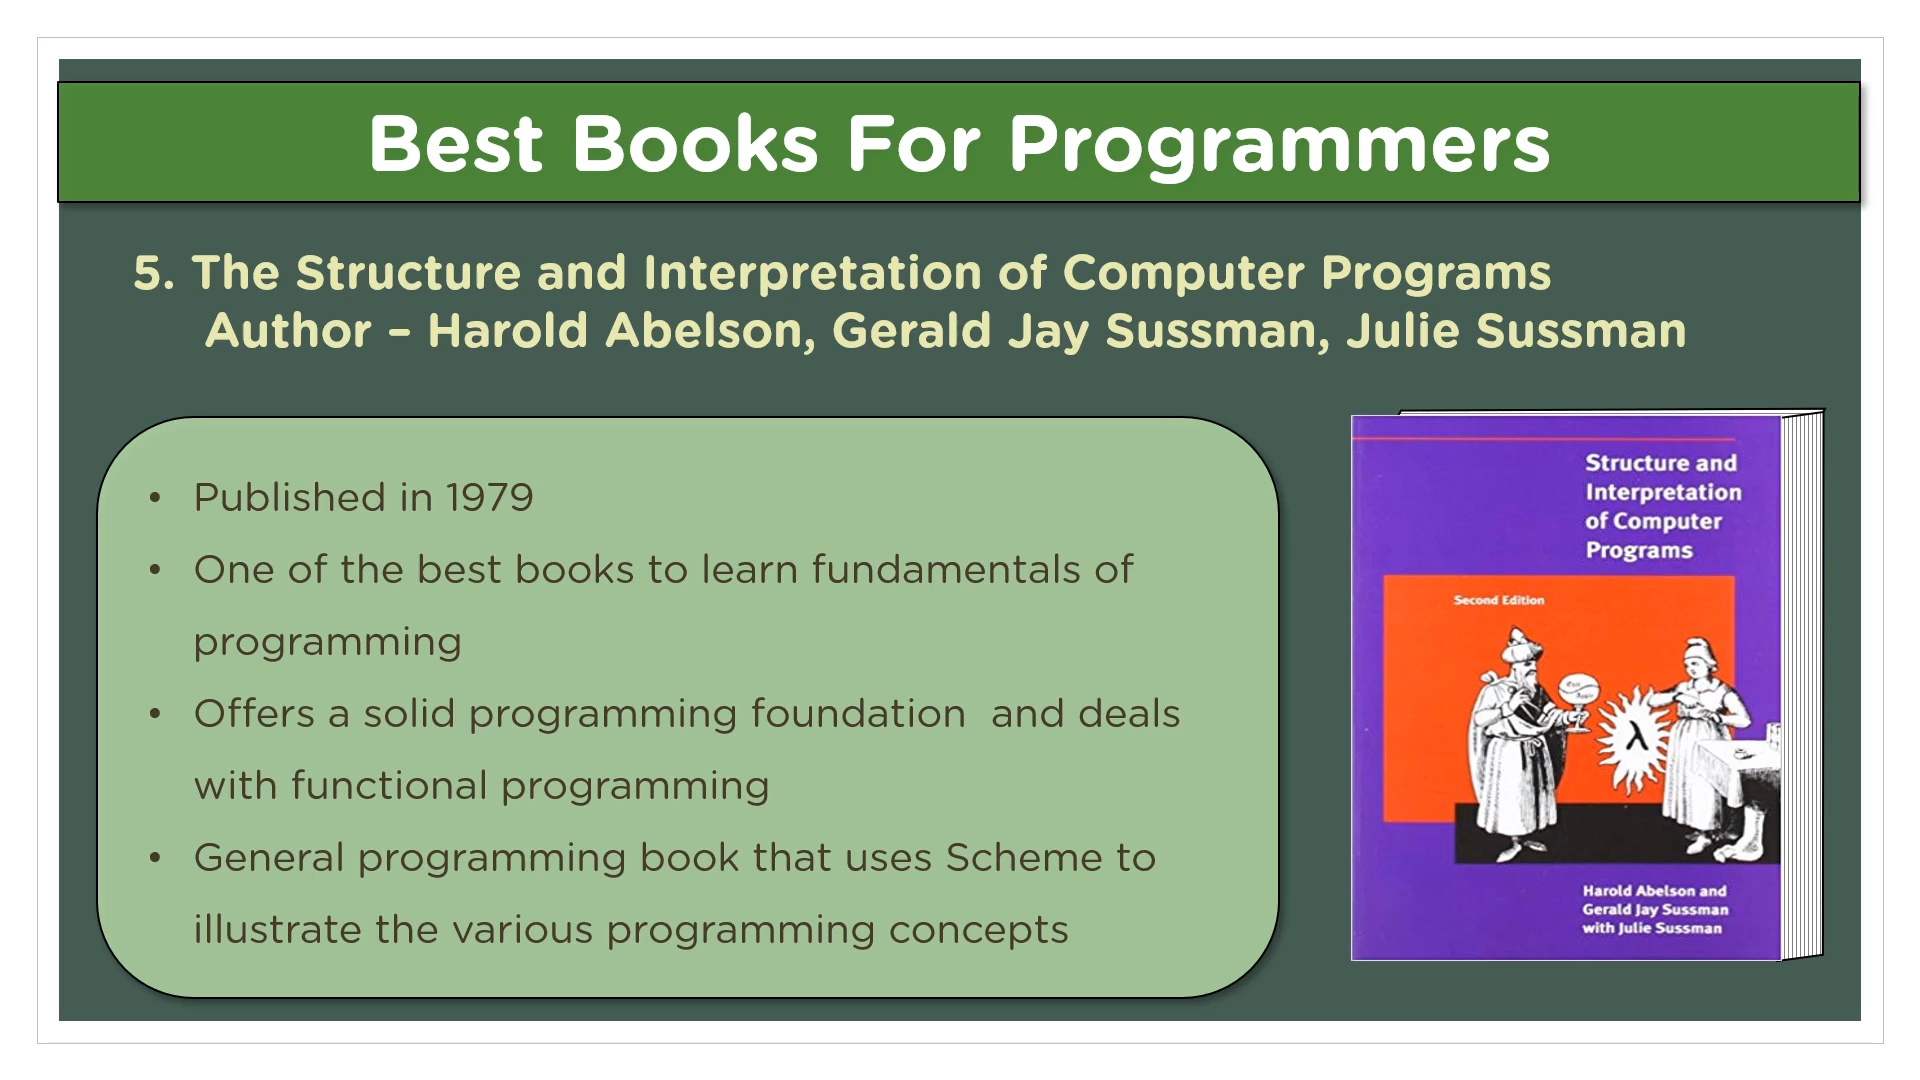 Best Books For Programmers
5. The Structure and Interpretation of Computer Programs
Author – Harold Abelson, Gerald Jay Sussman, Julie Sussman
• Published in 1979
• One of the best books to learn fundamentals of
programming
• Offers a solid programming foundation  and deals
with functional programming
• General programming book that uses Scheme to
illustrate the various programming concepts
Structure and
Interpretation
of Computer
Programs
Second Edition
λ
Harold Abelson and
Gerald Jay Sussman
with Julie Sussman